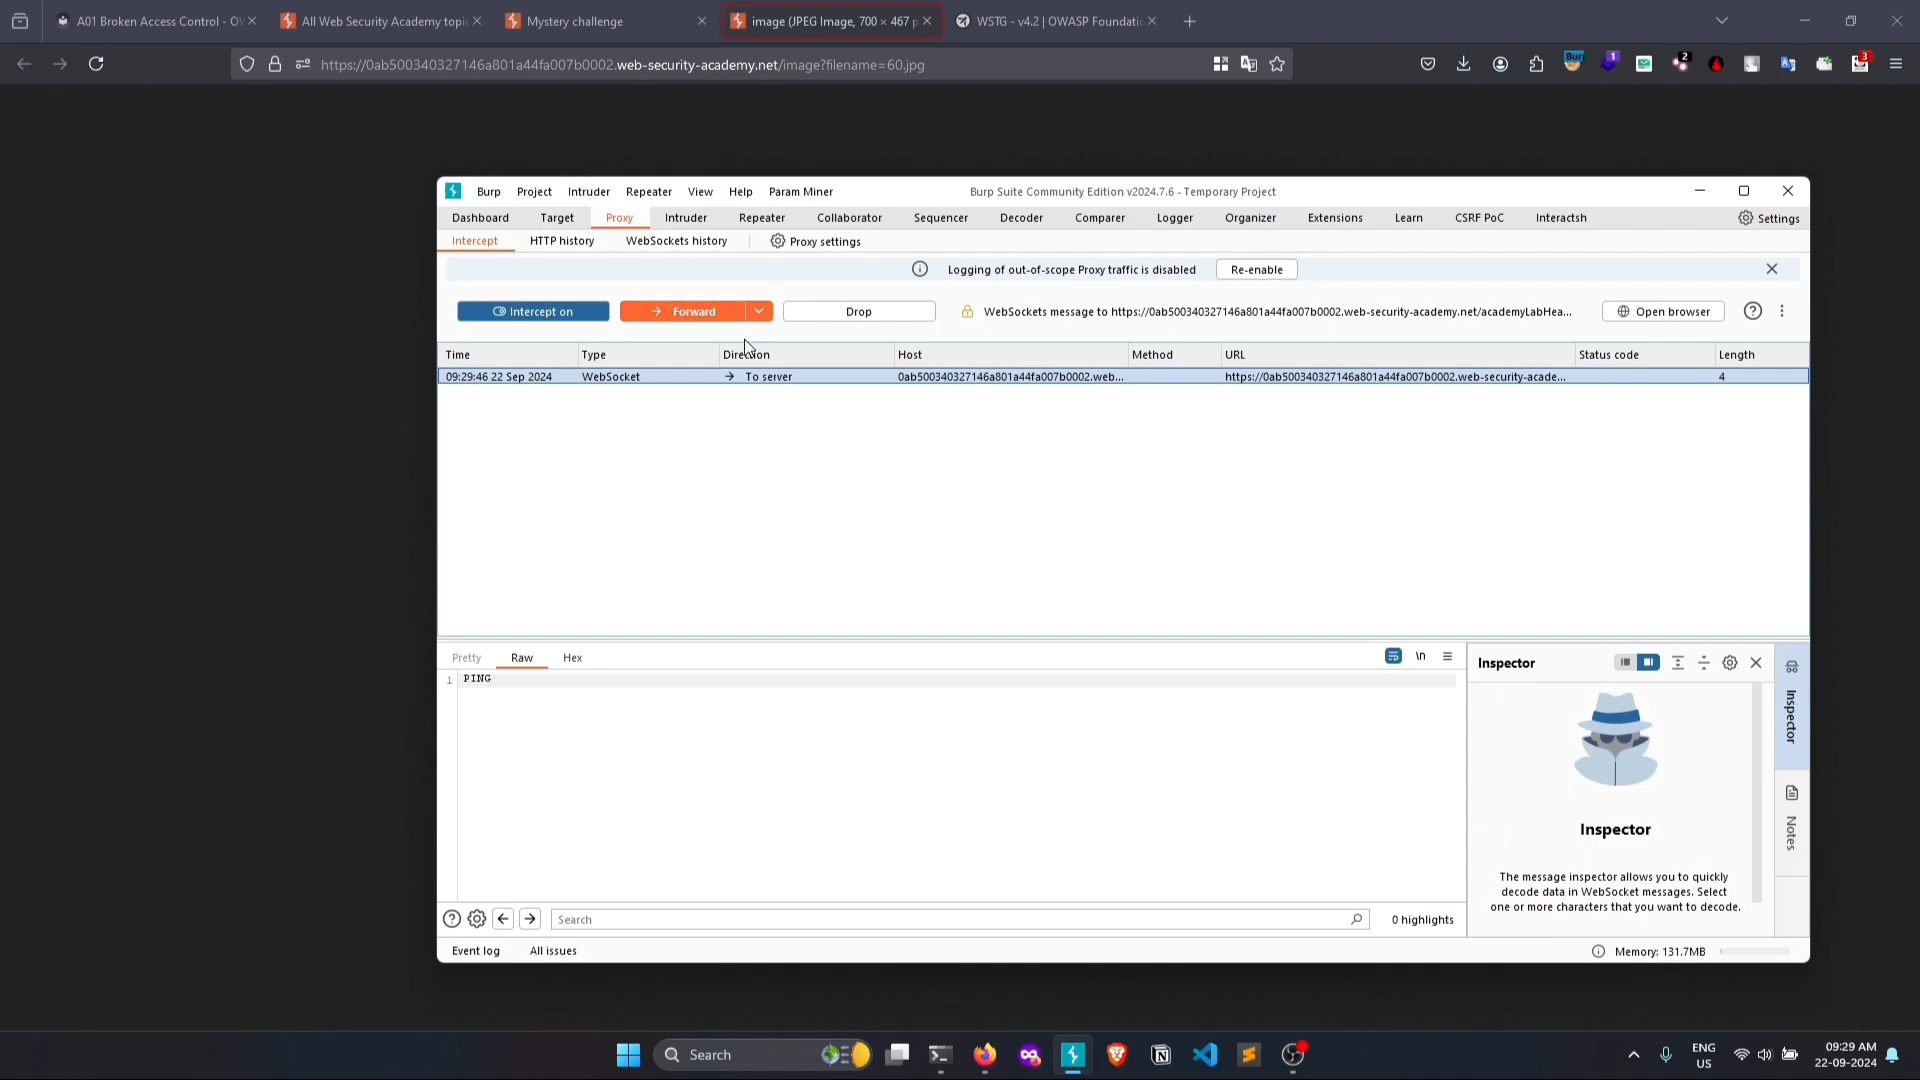 A01 Broken Access Control - OV
All Web Security Academy topic
Mystery challenge
image (JPEG Image, 700 × 467 p
WSTG - v4.2 | OWASP Foundatio
https://0ab500340327146a801a44fa007b0002.web-security-academy.net/image?filename=60.jpg
Bur
1
2
3
Burp Project Intruder Repeater View Help Param Miner
Burp Suite Community Edition v2024.7.6 - Temporary Project
Dashboard Target Proxy Intruder Repeater Collaborator Sequencer Decoder Comparer Logger Organizer Extensions Learn CSRF PoC Interactsh Settings
Intercept HTTP history WebSockets history Proxy settings
Logging of out-of-scope Proxy traffic is disabled Re-enable
Intercept on Forward Drop WebSockets message to https://0ab500340327146a801a44fa007b0002.web-security-academy.net/academyLabHea... Open browser
Time Type Direction Host Method URL Status code Length
09:29:46 22 Sep 2024 WebSocket → To server 0ab500340327146a801a44fa007b0002.web... https://0ab500340327146a801a44fa007b0002.web-security-acade... 4
Pretty Raw Hex \n
1 PING
Inspector
Inspector
Notes
Inspector
The message inspector allows you to quickly
decode data in WebSocket messages. Select
one or more characters that you want to decode.
Search 0 highlights
Event log All issues Memory: 131.7MB
Search
ENG
US
09:29 AM
22-09-2024